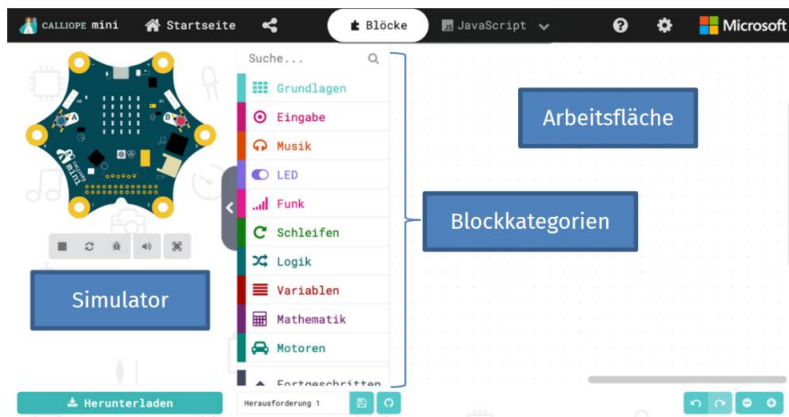 CALLIOPE mini Startseite Blöcke JavaScript Microsoft
Suche...
Grundlagen
Eingabe
Musik
LED
Funk
Schleifen
Logik
Variablen
Mathematik
Motoren
Fortgeschritten
A
B
Simulator
Blockkategorien
Arbeitsfläche
Herunterladen
Herausforderung 1